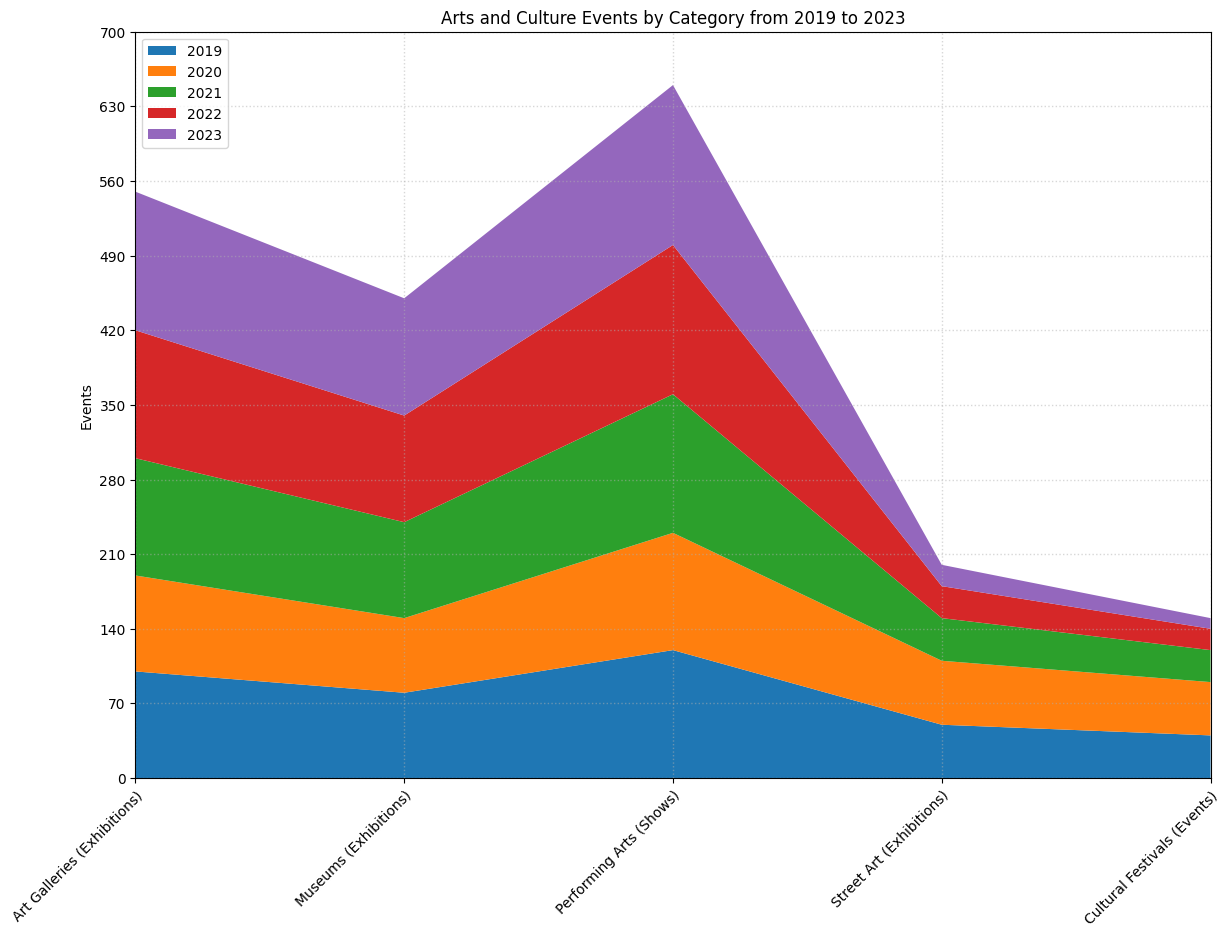 Arts and Culture Events by Category from 2019 to 2023
700
630
560
490
420
350
280
210
140
70
0
Events
2019
2020
2021
2022
2023
Art Galleries (Exhibitions)
Museums (Exhibitions)
Performing Arts (Shows)
Street Art (Exhibitions)
Cultural Festivals (Events)